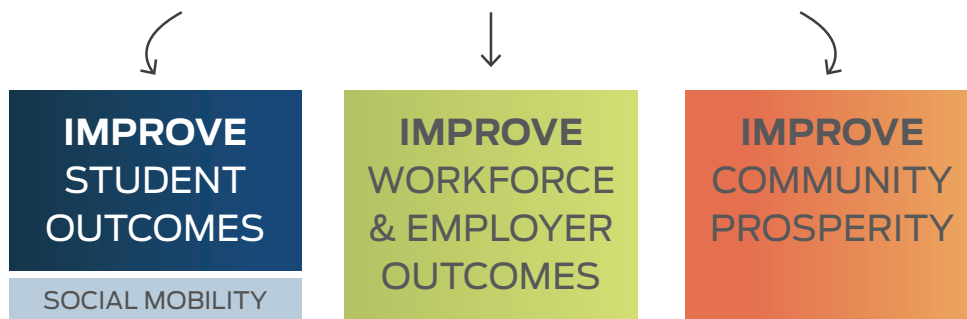 IMPROVE
STUDENT
OUTCOMES
SOCIAL MOBILITY
IMPROVE
WORKFORCE
& EMPLOYER
OUTCOMES
IMPROVE
COMMUNITY
PROSPERITY